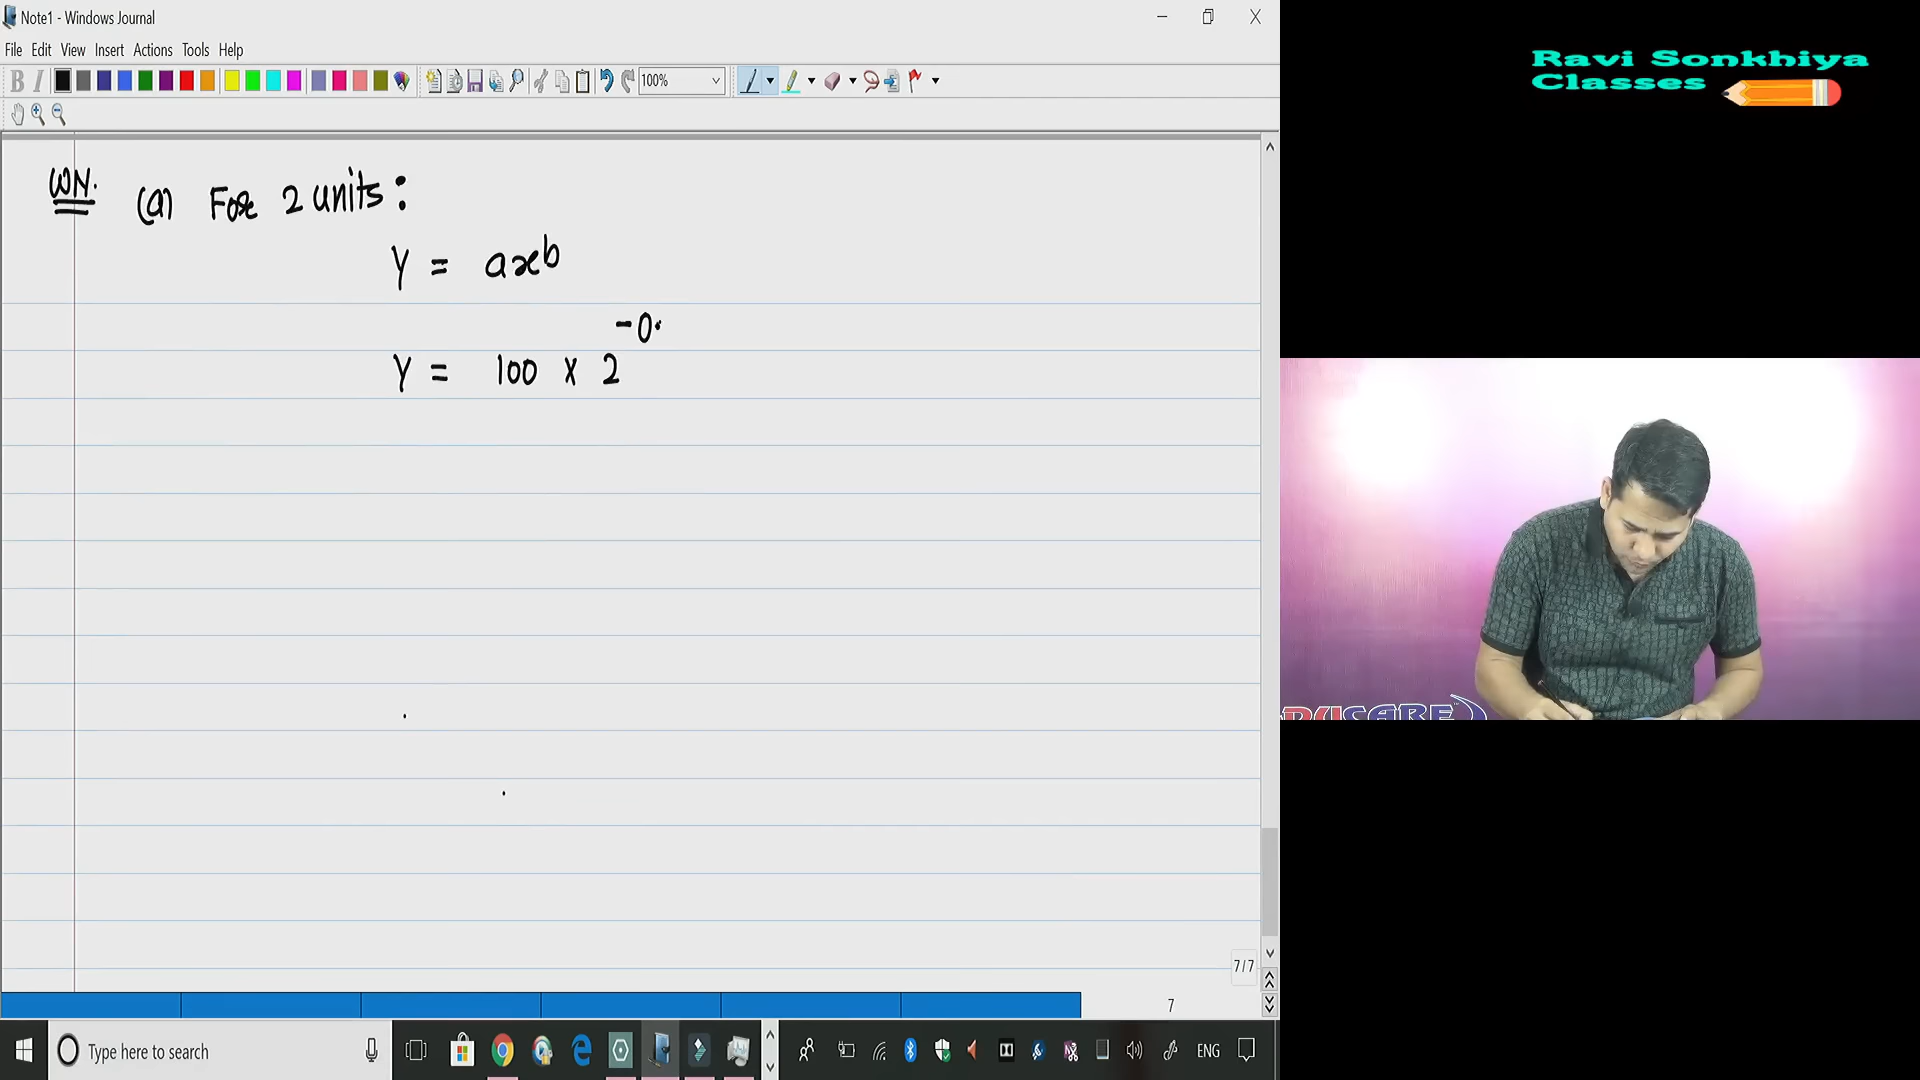 Note1 - Windows Journal
File Edit View Insert Actions Tools Help
B I
100%
Ravi Sonkhiya
Classes
WN. (a) For 2 units:
Y = axb
-0.
Y = 100 x 2
7/7
7
Type here to search
ENG